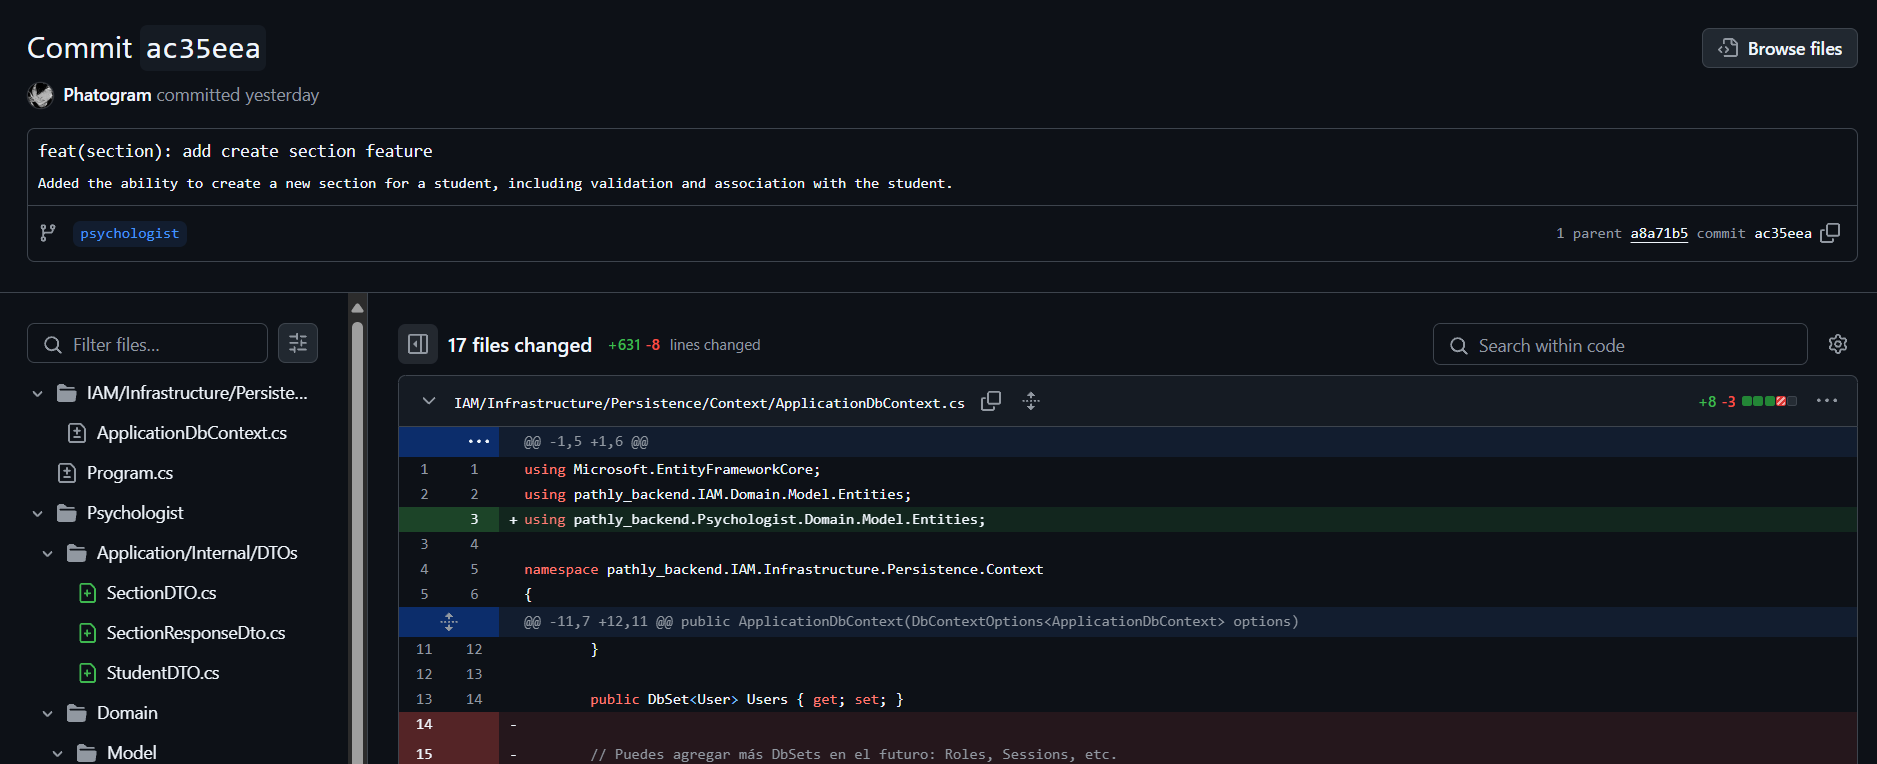 Commit ac35eea
Browse files
Phatogram committed yesterday
feat(section): add create section feature
Added the ability to create a new section for a student, including validation and association with the student.
psychologist
1 parent a8a71b5 commit ac35eea
Filter files...
17 files changed +631 -8 lines changed
Search within code
IAM/Infrastructure/Persiste...
ApplicationDbContext.cs
Program.cs
Psychologist
Application/Internal/DTOs
SectionDTO.cs
SectionResponseDto.cs
StudentDTO.cs
Domain
Model
IAM/Infrastructure/Persistence/Context/ApplicationDbContext.cs
+8 -3
@@ -1,5 +1,6 @@
1 1 using Microsoft.EntityFrameworkCore;
2 2 using pathly_backend.IAM.Domain.Model.Entities;
3 + using pathly_backend.Psychologist.Domain.Model.Entities;
3 4
4 5 namespace pathly_backend.IAM.Infrastructure.Persistence.Context
5 6 {
@@ -11,7 +12,11 @@ public ApplicationDbContext(DbContextOptions<ApplicationDbContext> options)
11 12 }
12 13
13 14 public DbSet<User> Users { get; set; }
14 -
15 - // Puedes agregar más DbSets en el futuro: Roles, Sessions, etc.